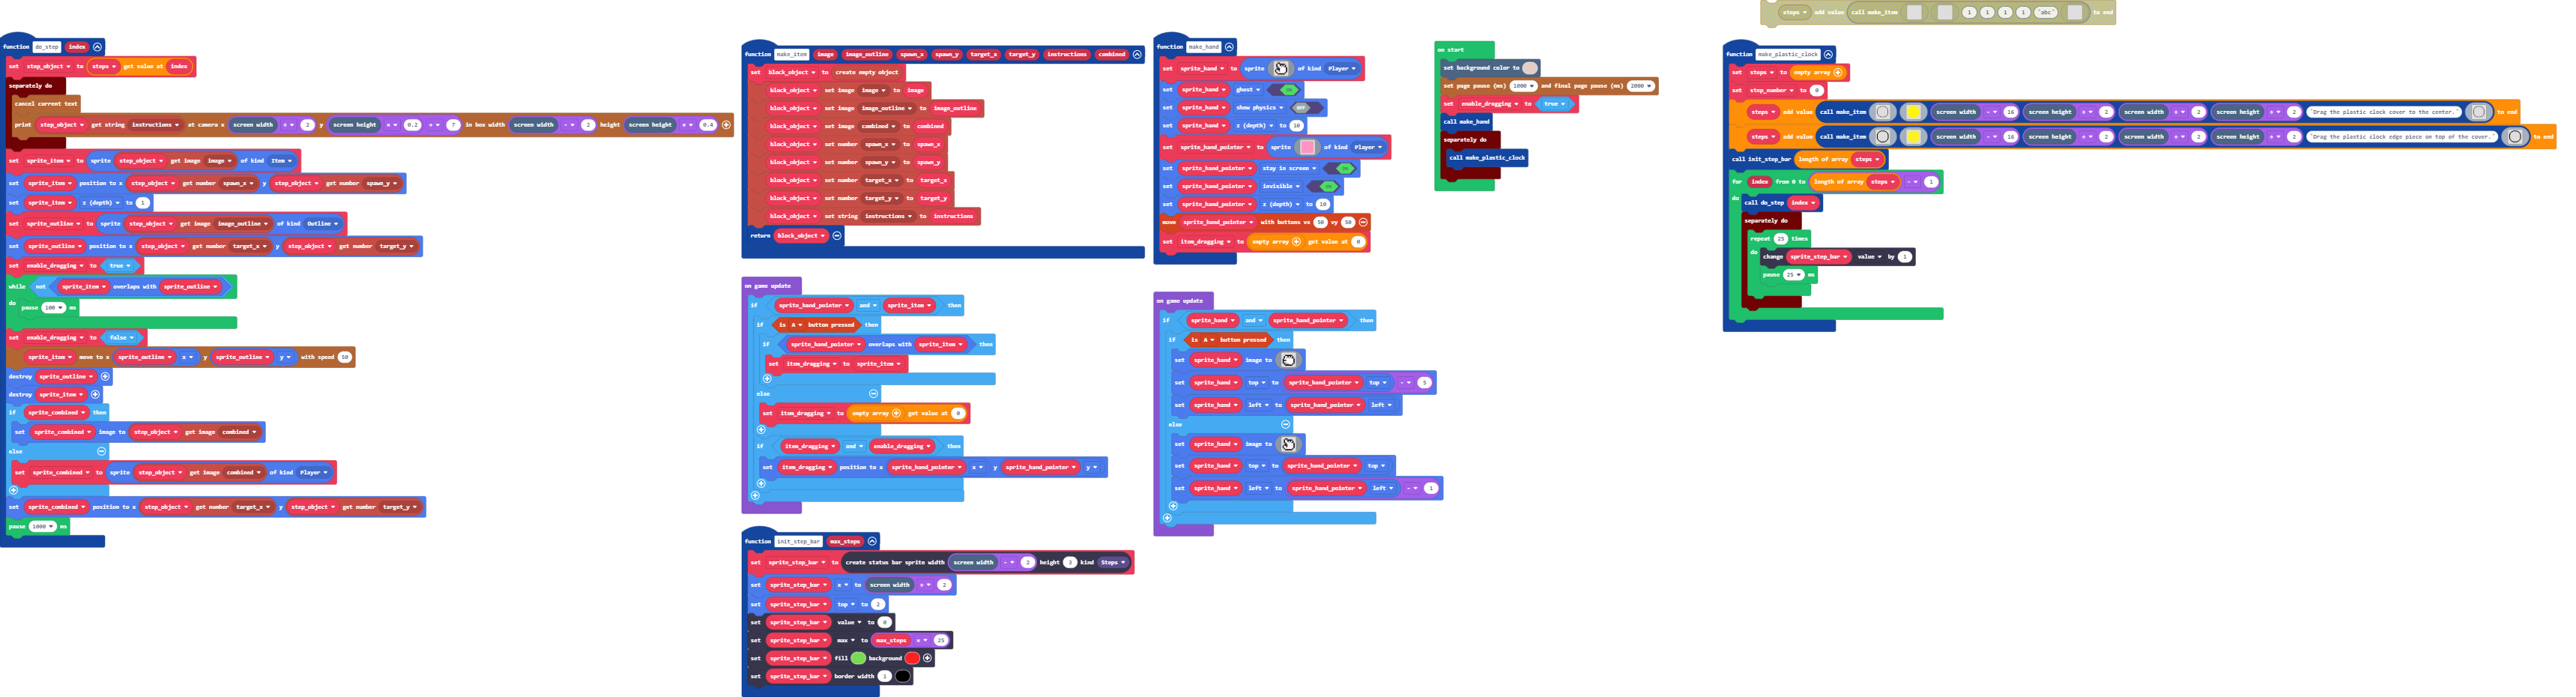 steps add value call make_item 1 1 1 1 "abc" to end
function do_step index
set step_object to steps get value at index
separately do
cancel current text
print step_object get string instructions at camera x screen width ÷ 2 y screen height × 0.2 + 7 in box width screen width - 2 height screen height × 0.4
set sprite_item to sprite step_object get image image of kind Item
set sprite_item position to x step_object get number spawn_x y step_object get number spawn_y
set sprite_item z (depth) to 1
set sprite_outline to sprite step_object get image image_outline of kind Outline
set sprite_outline position to x step_object get number target_x y step_object get number target_y
set enable_dragging to true
while not sprite_item overlaps with sprite_outline
do
pause 100 ms
set enable_dragging to false
sprite_item move to x sprite_outline x y sprite_outline y with speed 50
destroy sprite_outline
destroy sprite_item
if sprite_combined then
set sprite_combined image to step_object get image combined
else
set sprite_combined to sprite step_object get image combined of kind Player
set sprite_combined position to x step_object get number target_x y step_object get number target_y
pause 1000 ms
function make_item image image_outline spawn_x spawn_y target_x target_y instructions combined
set block_object to create empty object
block_object set image image to image
block_object set image image_outline to image_outline
block_object set image combined to combined
block_object set number spawn_x to spawn_x
block_object set number spawn_y to spawn_y
block_object set number target_x to target_x
block_object set number target_y to target_y
block_object set string instructions to instructions
return block_object
on game update
if sprite_hand_pointer and sprite_item then
if is A button pressed then
if sprite_hand_pointer overlaps with sprite_item then
set item_dragging to sprite_item
else
set item_dragging to empty array get value at 0
if item_dragging and enable_dragging then
set item_dragging position to x sprite_hand_pointer x y sprite_hand_pointer y
function init_step_bar max_steps
set sprite_step_bar to create status bar sprite width screen width - 2 height 3 kind Steps
set sprite_step_bar x to screen width ÷ 2
set sprite_step_bar top to 2
set sprite_step_bar value to 0
set sprite_step_bar max to max_steps × 25
set sprite_step_bar fill background
set sprite_step_bar border width 1
function make_hand
set sprite_hand to sprite of kind Player
set sprite_hand ghost ON
set sprite_hand show physics OFF
set sprite_hand z (depth) to 10
set sprite_hand_pointer to sprite of kind Player
set sprite_hand_pointer stay in screen ON
set sprite_hand_pointer invisible ON
set sprite_hand_pointer z (depth) to 10
move sprite_hand_pointer with buttons vx 50 vy 50
set item_dragging to empty array get value at 0
on game update
if sprite_hand and sprite_hand_pointer then
if is A button pressed then
set sprite_hand image to
set sprite_hand top to sprite_hand_pointer top - 5
set sprite_hand left to sprite_hand_pointer left
else
set sprite_hand image to
set sprite_hand top to sprite_hand_pointer top
set sprite_hand left to sprite_hand_pointer left - 1
on start
set background color to
set page pause (ms) 1000 and final page pause (ms) 2000
set enable_dragging to true
call make_hand
separately do
call make_plastic_clock
function make_plastic_clock
set steps to empty array
set step_number to 0
steps add value call make_item screen width - 16 screen height ÷ 2 screen width ÷ 2 screen height ÷ 2 "Drag the plastic clock cover to the center." to end
steps add value call make_item screen width - 16 screen height ÷ 2 screen width ÷ 2 screen height ÷ 2 "Drag the plastic clock edge piece on top of the cover." to end
call init_step_bar length of array steps
for index from 0 to length of array steps - 1
do
call do_step index
separately do
repeat 25 times
do
change sprite_step_bar value by 1
pause 25 ms